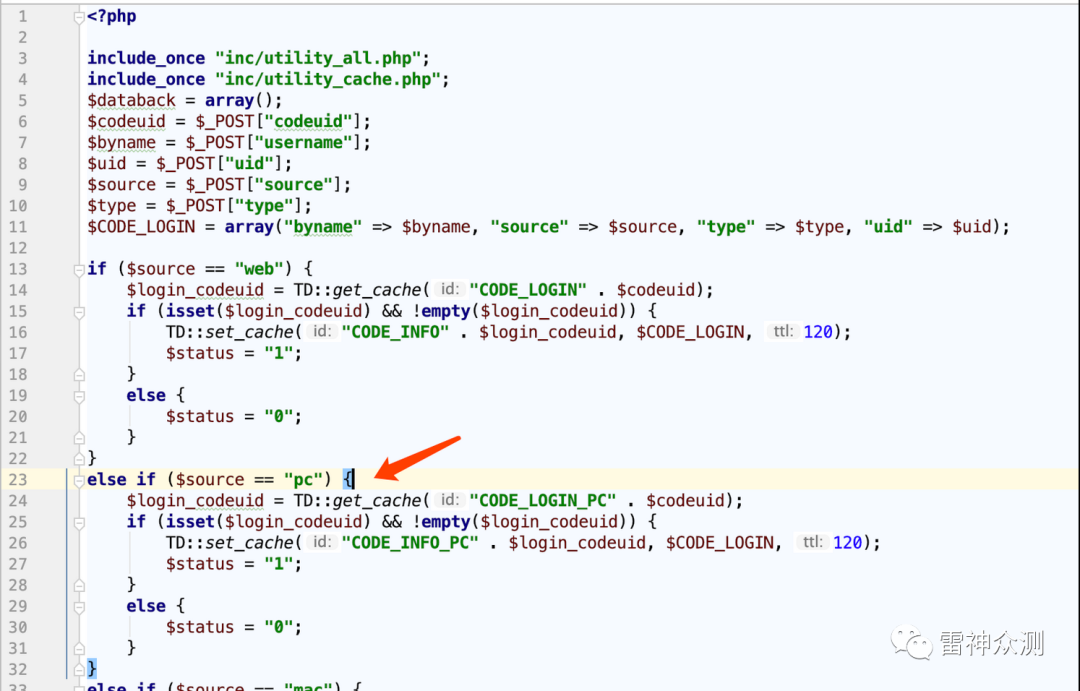 1 <?php
2
3 include_once "inc/utility_all.php";
4 include_once "inc/utility_cache.php";
5 $databack = array();
6 $codeuid = $_POST["codeuid"];
7 $byname = $_POST["username"];
8 $uid = $_POST["uid"];
9 $source = $_POST["source"];
10 $type = $_POST["type"];
11 $CODE_LOGIN = array("byname" => $byname, "source" => $source, "type" => $type, "uid" => $uid);
12
13 if ($source == "web") {
14     $login_codeuid = TD::get_cache( id: "CODE_LOGIN" . $codeuid);
15     if (isset($login_codeuid) && !empty($login_codeuid)) {
16         TD::set_cache( id: "CODE_INFO" . $login_codeuid, $CODE_LOGIN, ttl: 120);
17         $status = "1";
18     }
19     else {
20         $status = "0";
21     }
22 }
23 else if ($source == "pc") {
24     $login_codeuid = TD::get_cache( id: "CODE_LOGIN_PC" . $codeuid);
25     if (isset($login_codeuid) && !empty($login_codeuid)) {
26         TD::set_cache( id: "CODE_INFO_PC" . $login_codeuid, $CODE_LOGIN, ttl: 120);
27         $status = "1";
28     }
29     else {
30         $status = "0";
31     }
32 }
33 else if ($source == "mac") {
雷神众测